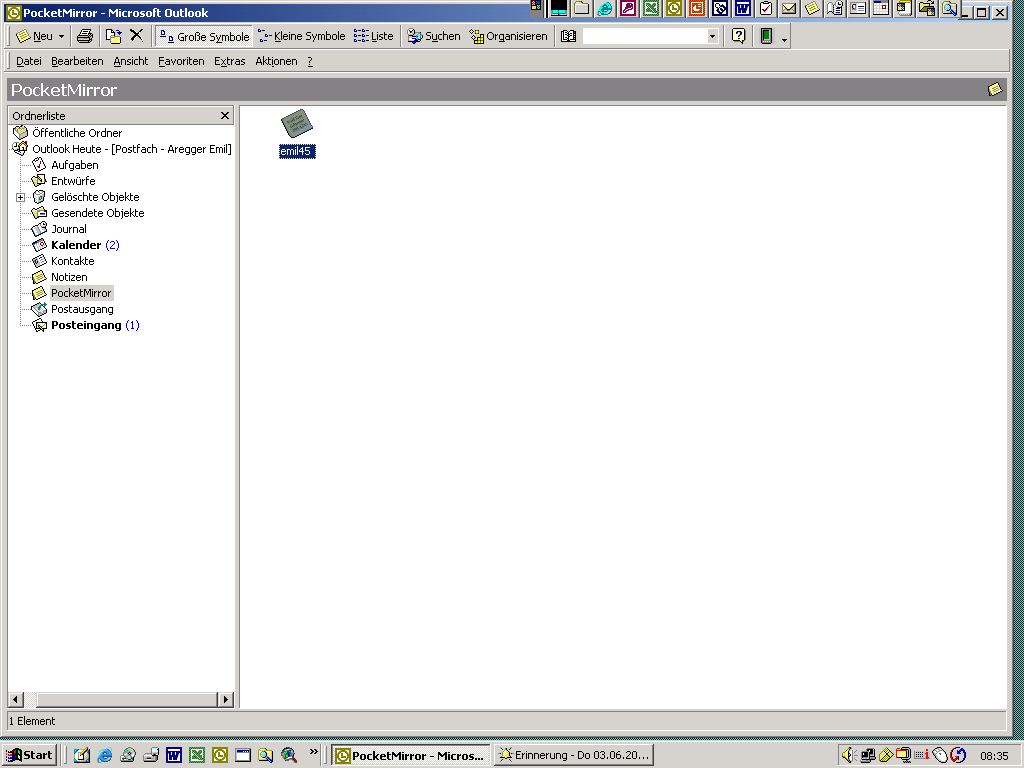 PocketMirror - Microsoft Outlook
Neu
Große Symbole
Kleine Symbole
Liste
Suchen
Organisieren
Datei Bearbeiten Ansicht Favoriten Extras Aktionen ?
PocketMirror
Ordnerliste
Öffentliche Ordner
Outlook Heute - [Postfach - Aregger Emil]
Aufgaben
Entwürfe
Gelöschte Objekte
Gesendete Objekte
Journal
Kalender (2)
Kontakte
Notizen
PocketMirror
Postausgang
Posteingang (1)
emil45
1 Element
Start
PocketMirror - Micros...
Erinnerung - Do 03.06.20...
08:35